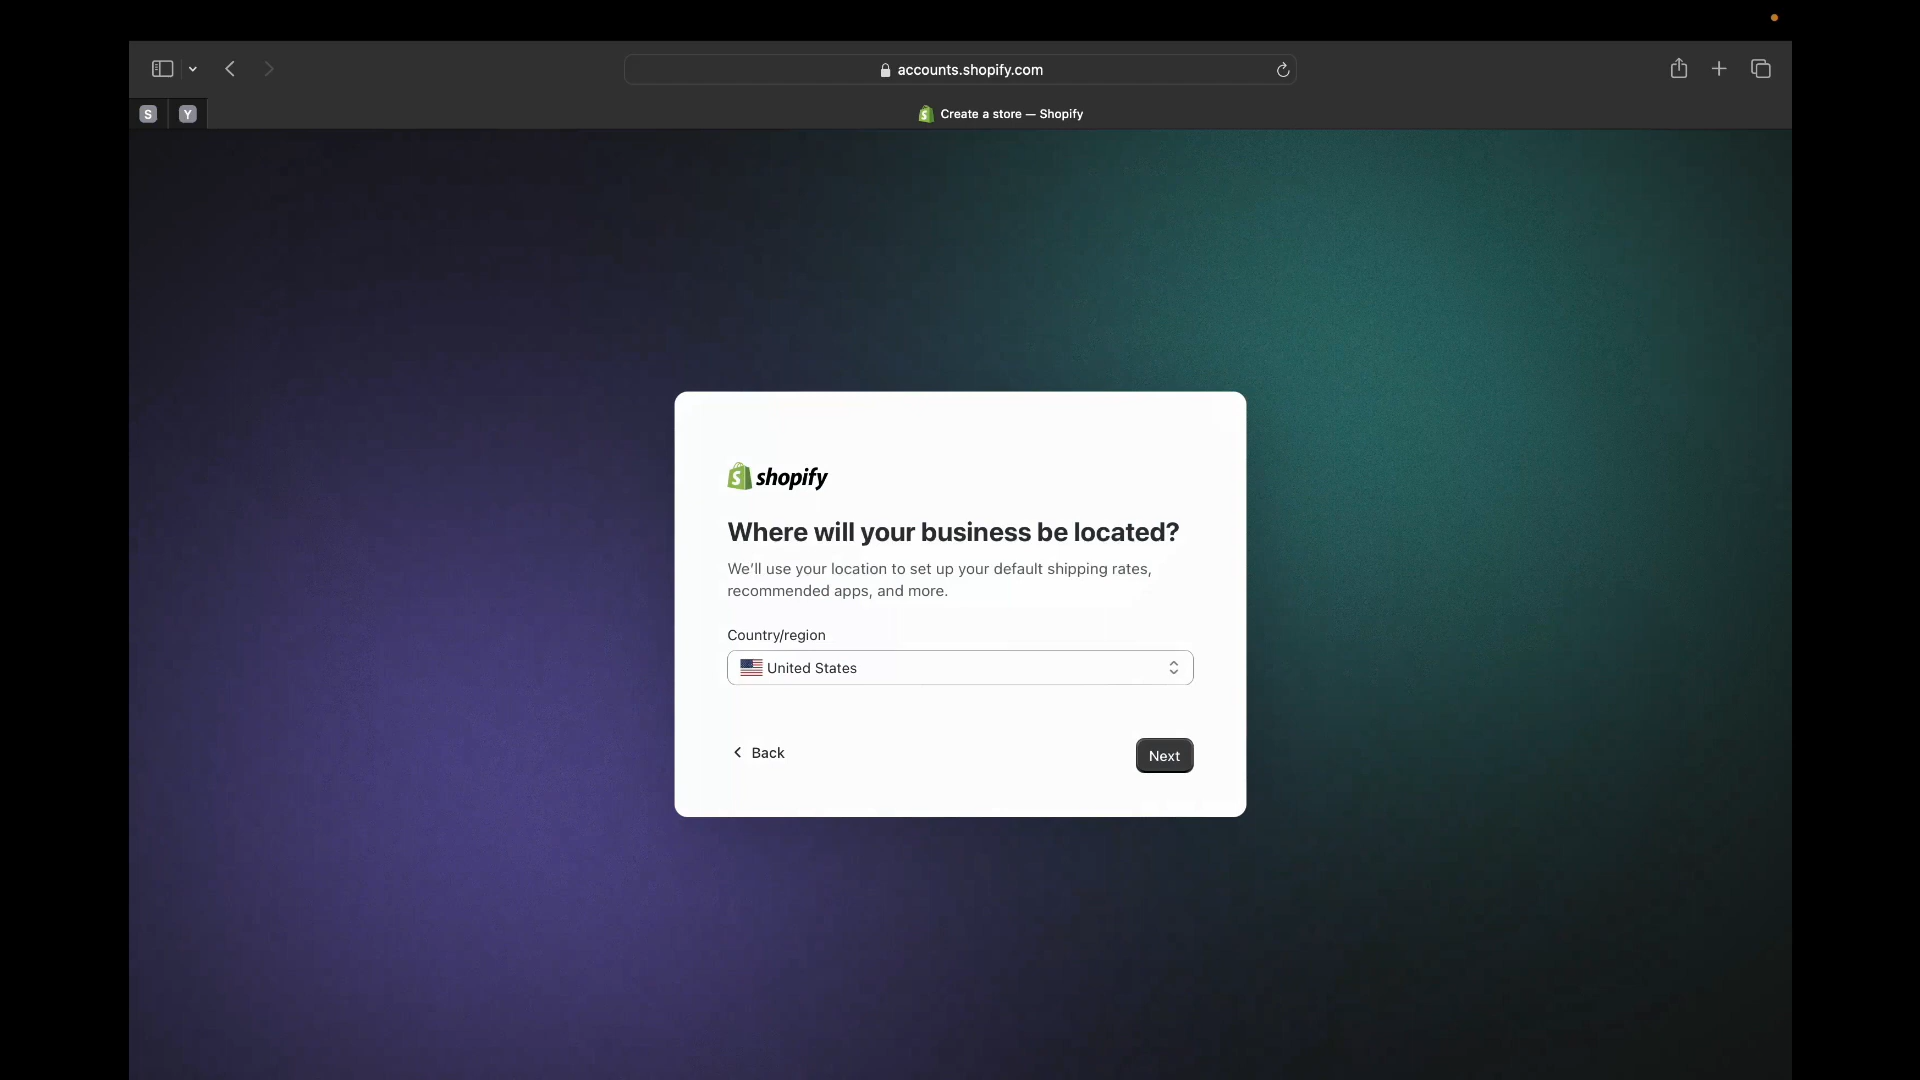 accounts.shopify.com
S
Y
Create a store — Shopify
shopify
Where will your business be located?
We'll use your location to set up your default shipping rates,
recommended apps, and more.
Country/region
United States
Back
Next